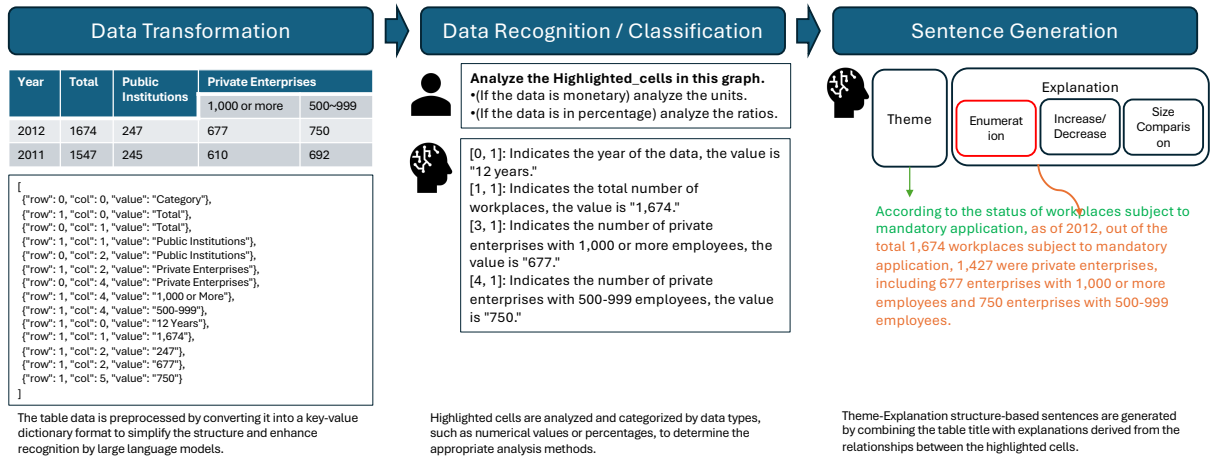 Data Transformation
Data Recognition / Classification
Sentence Generation
Year
Total
Public
Institutions
Private Enterprises
1,000 or more
500~999
2012
1674
247
677
750
2011
1547
245
610
692
[
{"row": 0, "col": 0, "value": "Category"},
{"row": 1, "col": 0, "value": "Total"},
{"row": 0, "col": 1, "value": "Total"},
{"row": 1, "col": 1, "value": "Public Institutions"},
{"row": 0, "col": 2, "value": "Public Institutions"},
{"row": 1, "col": 2, "value": "Private Enterprises"},
{"row": 0, "col": 4, "value": "Private Enterprises"},
{"row": 1, "col": 4, "value": "1,000 or More"},
{"row": 1, "col": 4, "value": "500-999"},
{"row": 1, "col": 0, "value": "12 Years"},
{"row": 1, "col": 1, "value": "1,674"},
{"row": 1, "col": 2, "value": "247"},
{"row": 1, "col": 2, "value": "677"},
{"row": 1, "col": 5, "value": "750"}
]
The table data is preprocessed by converting it into a key-value
dictionary format to simplify the structure and enhance
recognition by large language models.
Analyze the Highlighted_cells in this graph.
•(If the data is monetary) analyze the units.
•(If the data is in percentage) analyze the ratios.
[0, 1]: Indicates the year of the data, the value is
"12 years."
[1, 1]: Indicates the total number of
workplaces, the value is "1,674."
[3, 1]: Indicates the number of private
enterprises with 1,000 or more employees, the
value is "677."
[4, 1]: Indicates the number of private
enterprises with 500-999 employees, the value
is "750."
Highlighted cells are analyzed and categorized by data types,
such as numerical values or percentages, to determine the
appropriate analysis methods.
Theme
Explanation
Enumerat
ion
Increase/
Decrease
Size
Comparis
on
According to the status of workplaces subject to
mandatory application, as of 2012, out of the
total 1,674 workplaces subject to mandatory
application, 1,427 were private enterprises,
including 677 enterprises with 1,000 or more
employees and 750 enterprises with 500-999
employees.
Theme-Explanation structure-based sentences are generated
by combining the table title with explanations derived from the
relationships between the highlighted cells.